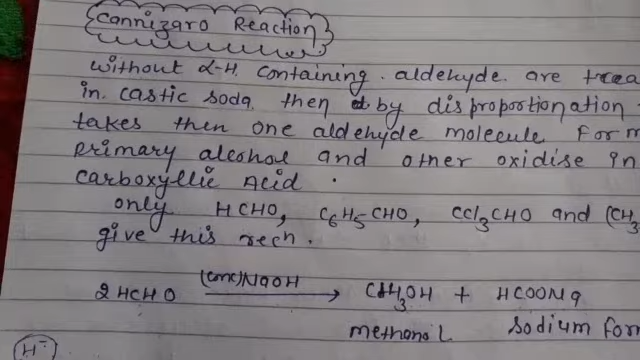 Cannizaro Reaction
without α-H, containing. aldehyde. are trea
in. castic soda, then by disproportionation
takes then one aldehyde molecule Form
primary alcohol and other oxidise in
carboxyllic Acid.
only HCHO, C6H5CHO, CCl3CHO and (CH3
give this rech.
2HCHO (conc)NaOH → CH3OH + HCOONa
methanol Sodium Form
H-